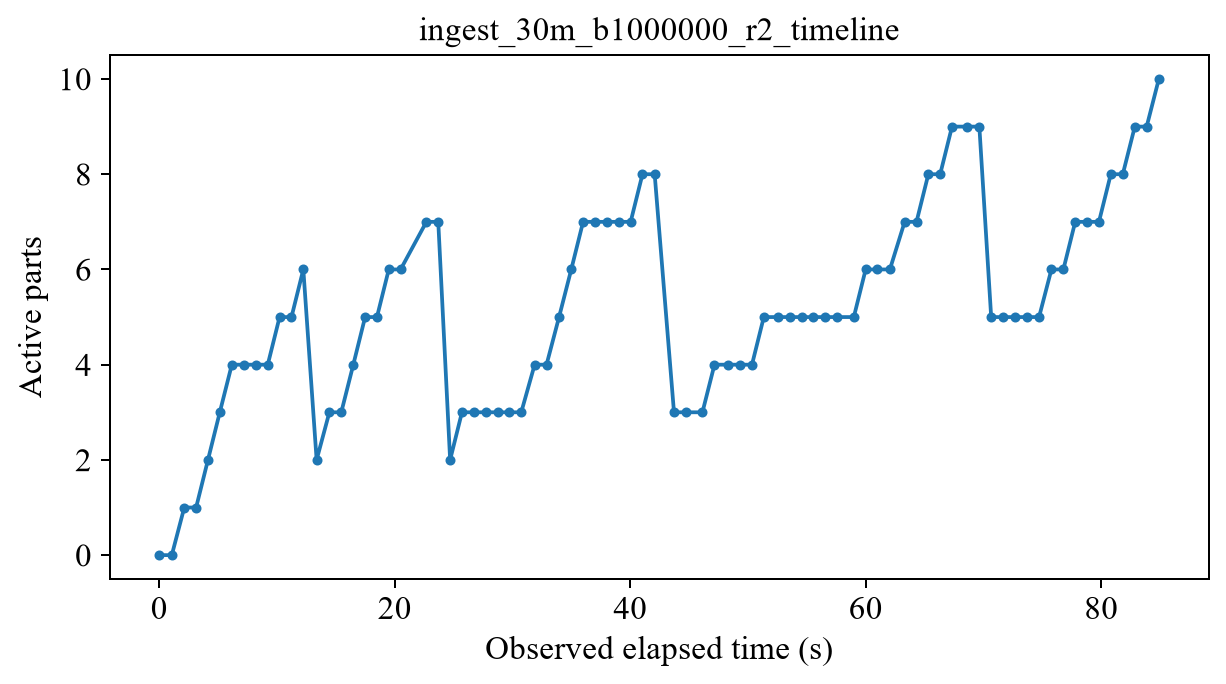 ingest_30m_b1000000_r2_timeline
10
8
6
4
2
0
Active parts
0 20 40 60 80
Observed elapsed time (s)